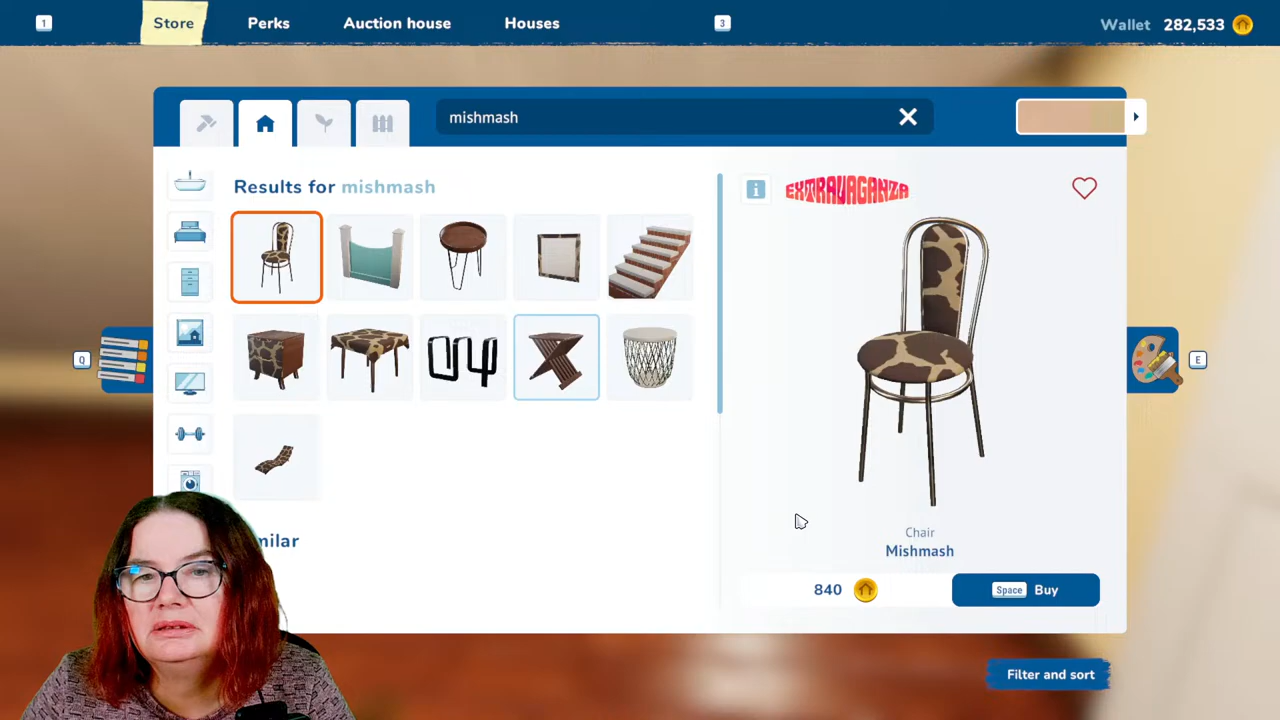 1 Store Perks Auction house Houses 3 Wallet 282,533
mishmash
Results for mishmash
EXTRAVAGANZA
Q
E
Chair
Mishmash
840
Space Buy
Filter and sort